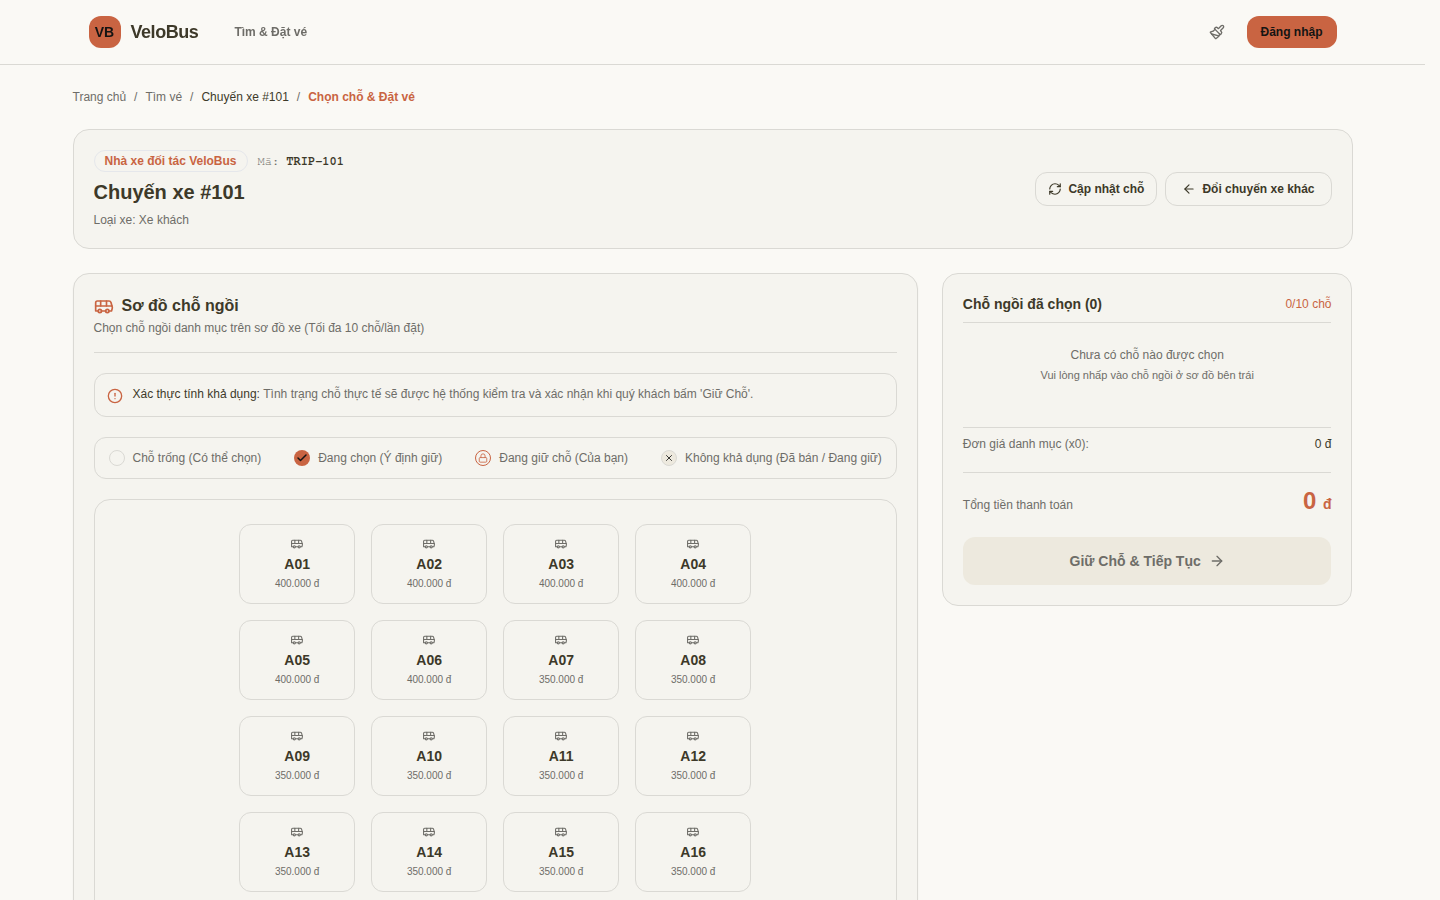 VB VeloBus Tìm & Đặt vé Đăng nhập
Trang chủ / Tìm vé / Chuyến xe #101 / Chọn chỗ & Đặt vé
Nhà xe đối tác VeloBus Mã: TRIP-101
Chuyến xe #101
Loại xe: Xe khách
Cập nhật chỗ Đổi chuyến xe khác
Sơ đồ chỗ ngồi
Chọn chỗ ngồi danh mục trên sơ đồ xe (Tối đa 10 chỗ/lần đặt)
Xác thực tính khả dụng: Tình trạng chỗ thực tế sẽ được hệ thống kiểm tra và xác nhận khi quý khách bấm 'Giữ Chỗ'.
Chỗ trống (Có thể chọn) Đang chọn (Ý định giữ) Đang giữ chỗ (Của bạn) Không khả dụng (Đã bán / Đang giữ)
A01 A02 A03 A04
400.000 đ 400.000 đ 400.000 đ 400.000 đ
A05 A06 A07 A08
400.000 đ 400.000 đ 350.000 đ 350.000 đ
A09 A10 A11 A12
350.000 đ 350.000 đ 350.000 đ 350.000 đ
A13 A14 A15 A16
350.000 đ 350.000 đ 350.000 đ 350.000 đ
Chỗ ngồi đã chọn (0) 0/10 chỗ
Chưa có chỗ nào được chọn
Vui lòng nhấp vào chỗ ngồi ở sơ đồ bên trái
Đơn giá danh mục (x0): 0 đ
Tổng tiền thanh toán 0 đ
Giữ Chỗ & Tiếp Tục